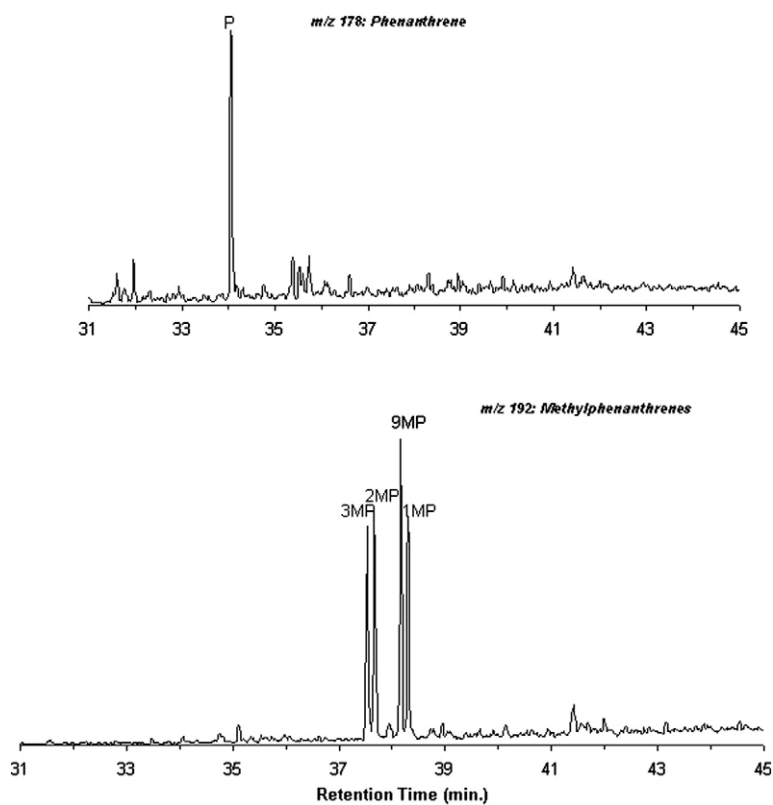 P
m/z 178: Phenanthrene
31 33 35 37 39 41 43 45
m/z 192: Methylphenanthrenes
9MP
2MP
3MP 1MP
31 33 35 37 39 41 43 45
Retention Time (min.)